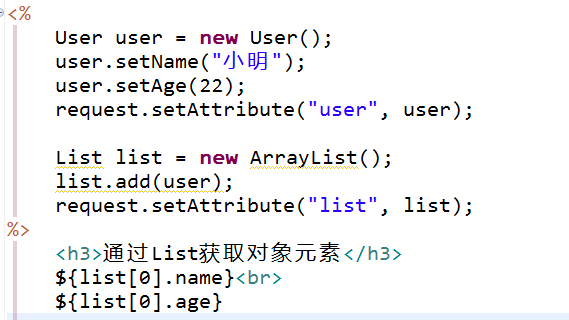 <%
User user = new User();
user.setName("小明");
user.setAge(22);
request.setAttribute("user", user);
List list = new ArrayList();
list.add(user);
request.setAttribute("list", list);
%>
<h3>通过List获取对象元素</h3>
${list[0].name}<br>
${list[0].age}